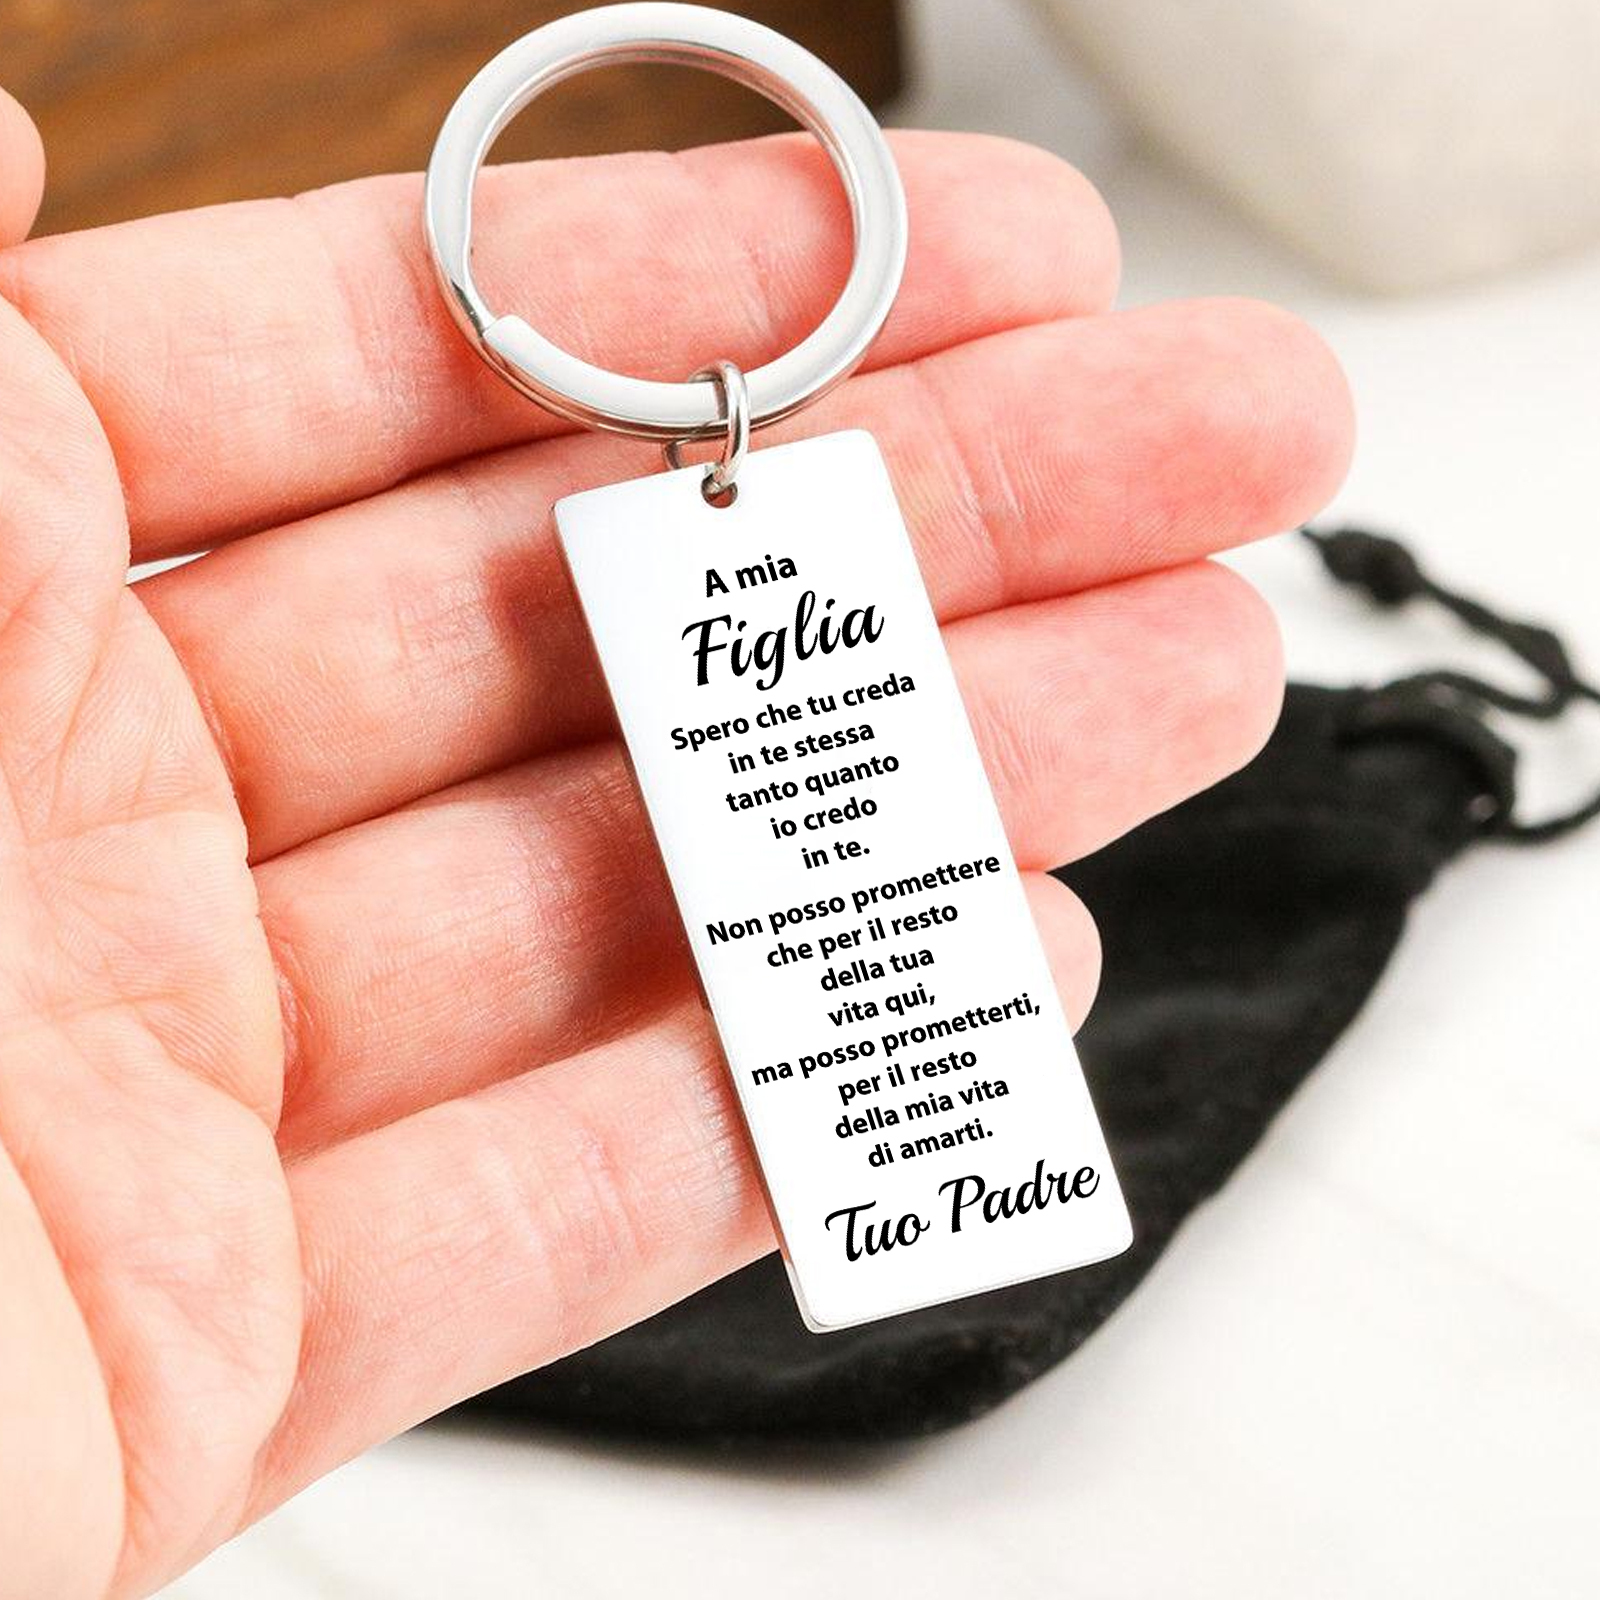 A mia
Figlia
Spero che tu creda
in te stessa
tanto quanto
io credo
in te.
Non posso promettere
che per il resto
della tua
vita qui,
ma posso prometterti,
per il resto
della mia vita
di amarti.
Tuo Padre